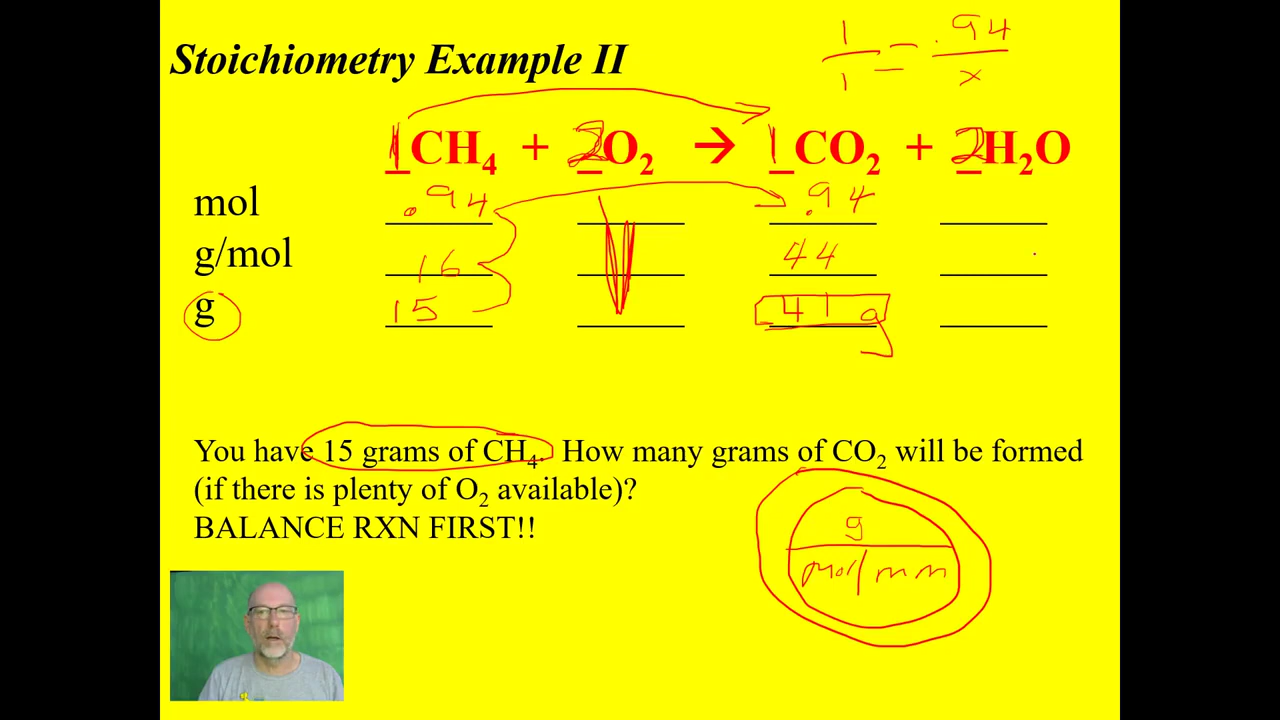 1/1 = .94/x
Stoichiometry Example II
1CH₄ + 2O₂ → 1CO₂ + 2H₂O
mol .94 .94
g/mol 16 44
g 15 41 g
You have 15 grams of CH₄. How many grams of CO₂ will be formed
(if there is plenty of O₂ available)?
BALANCE RXN FIRST!!
g
mol/mm